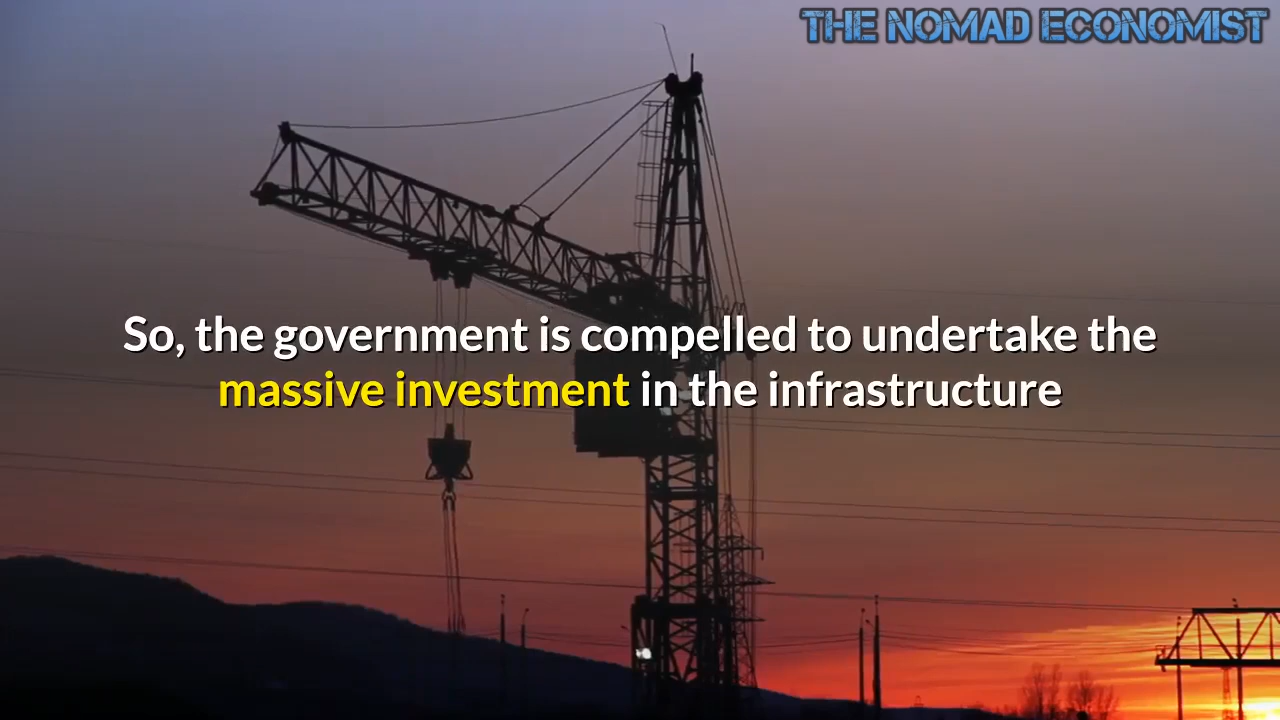 THE NOMAD ECONOMIST
So, the government is compelled to undertake the
massive investment in the infrastructure